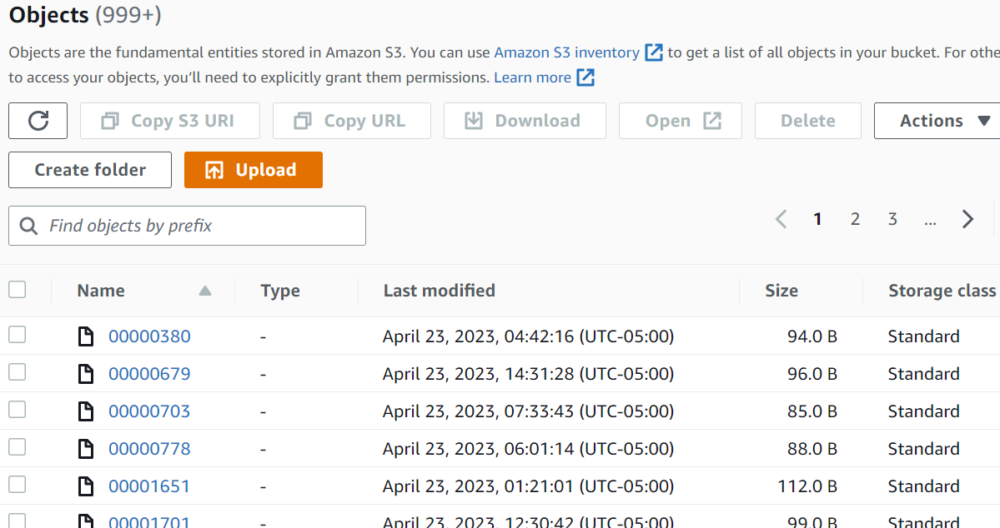 Objects (999+)
Objects are the fundamental entities stored in Amazon S3. You can use Amazon S3 inventory to get a list of all objects in your bucket. For othe
to access your objects, you'll need to explicitly grant them permissions. Learn more
Copy S3 URI Copy URL Download Open Delete Actions
Create folder Upload
Find objects by prefix 1 2 3 ...
Name Type Last modified Size Storage class
00000380 - April 23, 2023, 04:42:16 (UTC-05:00) 94.0 B Standard
00000679 - April 23, 2023, 14:31:28 (UTC-05:00) 96.0 B Standard
00000703 - April 23, 2023, 07:33:43 (UTC-05:00) 85.0 B Standard
00000778 - April 23, 2023, 06:01:14 (UTC-05:00) 88.0 B Standard
00001651 - April 23, 2023, 01:21:01 (UTC-05:00) 112.0 B Standard
00001701 - April 23, 2023, 12:30:42 (UTC-05:00) 99.0 B Standard